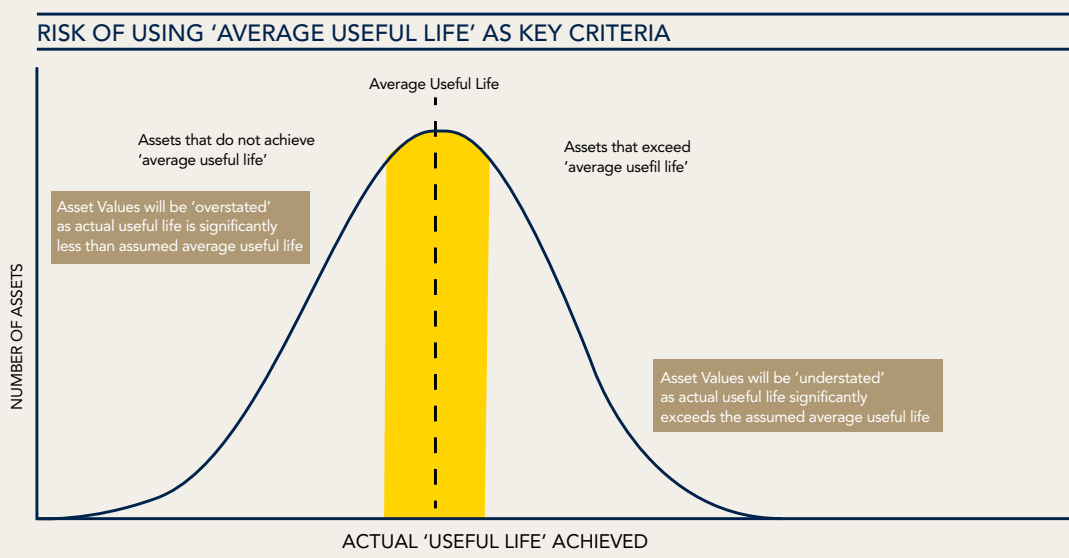 RISK OF USING ‘AVERAGE USEFUL LIFE’ AS KEY CRITERIA
Average Useful Life
Assets that do not achieve
‘average useful life’
Assets that exceed
‘average usefil life’
Asset Values will be ‘overstated’
as actual useful life is significantly
less than assumed average useful life
NUMBER OF ASSETS
Asset Values will be ‘understated’
as actual useful life significantly
exceeds the assumed average useful life
ACTUAL ‘USEFUL LIFE’ ACHIEVED